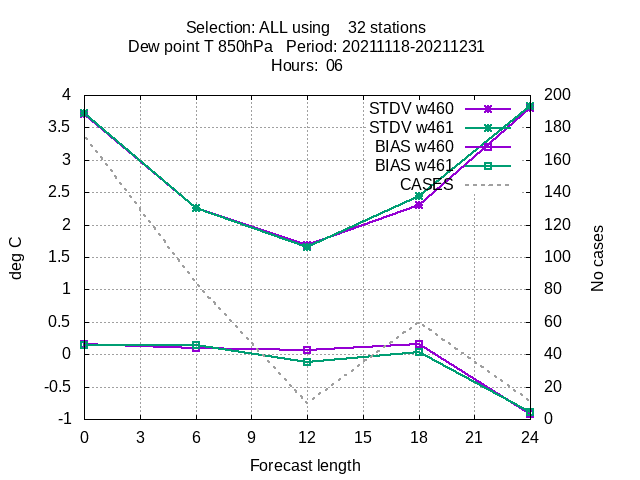 Selection: ALL using    32 stations
Dew point T 850hPa   Period: 20211118-20211231
Hours:  06
STDV w460
STDV w461
BIAS w460
BIAS w461
CASES
4
3.5
3
2.5
2
1.5
1
0.5
0
-0.5
-1
200
180
160
140
120
100
80
60
40
20
0
deg C
No cases
0 3 6 9 12 15 18 21 24
Forecast length